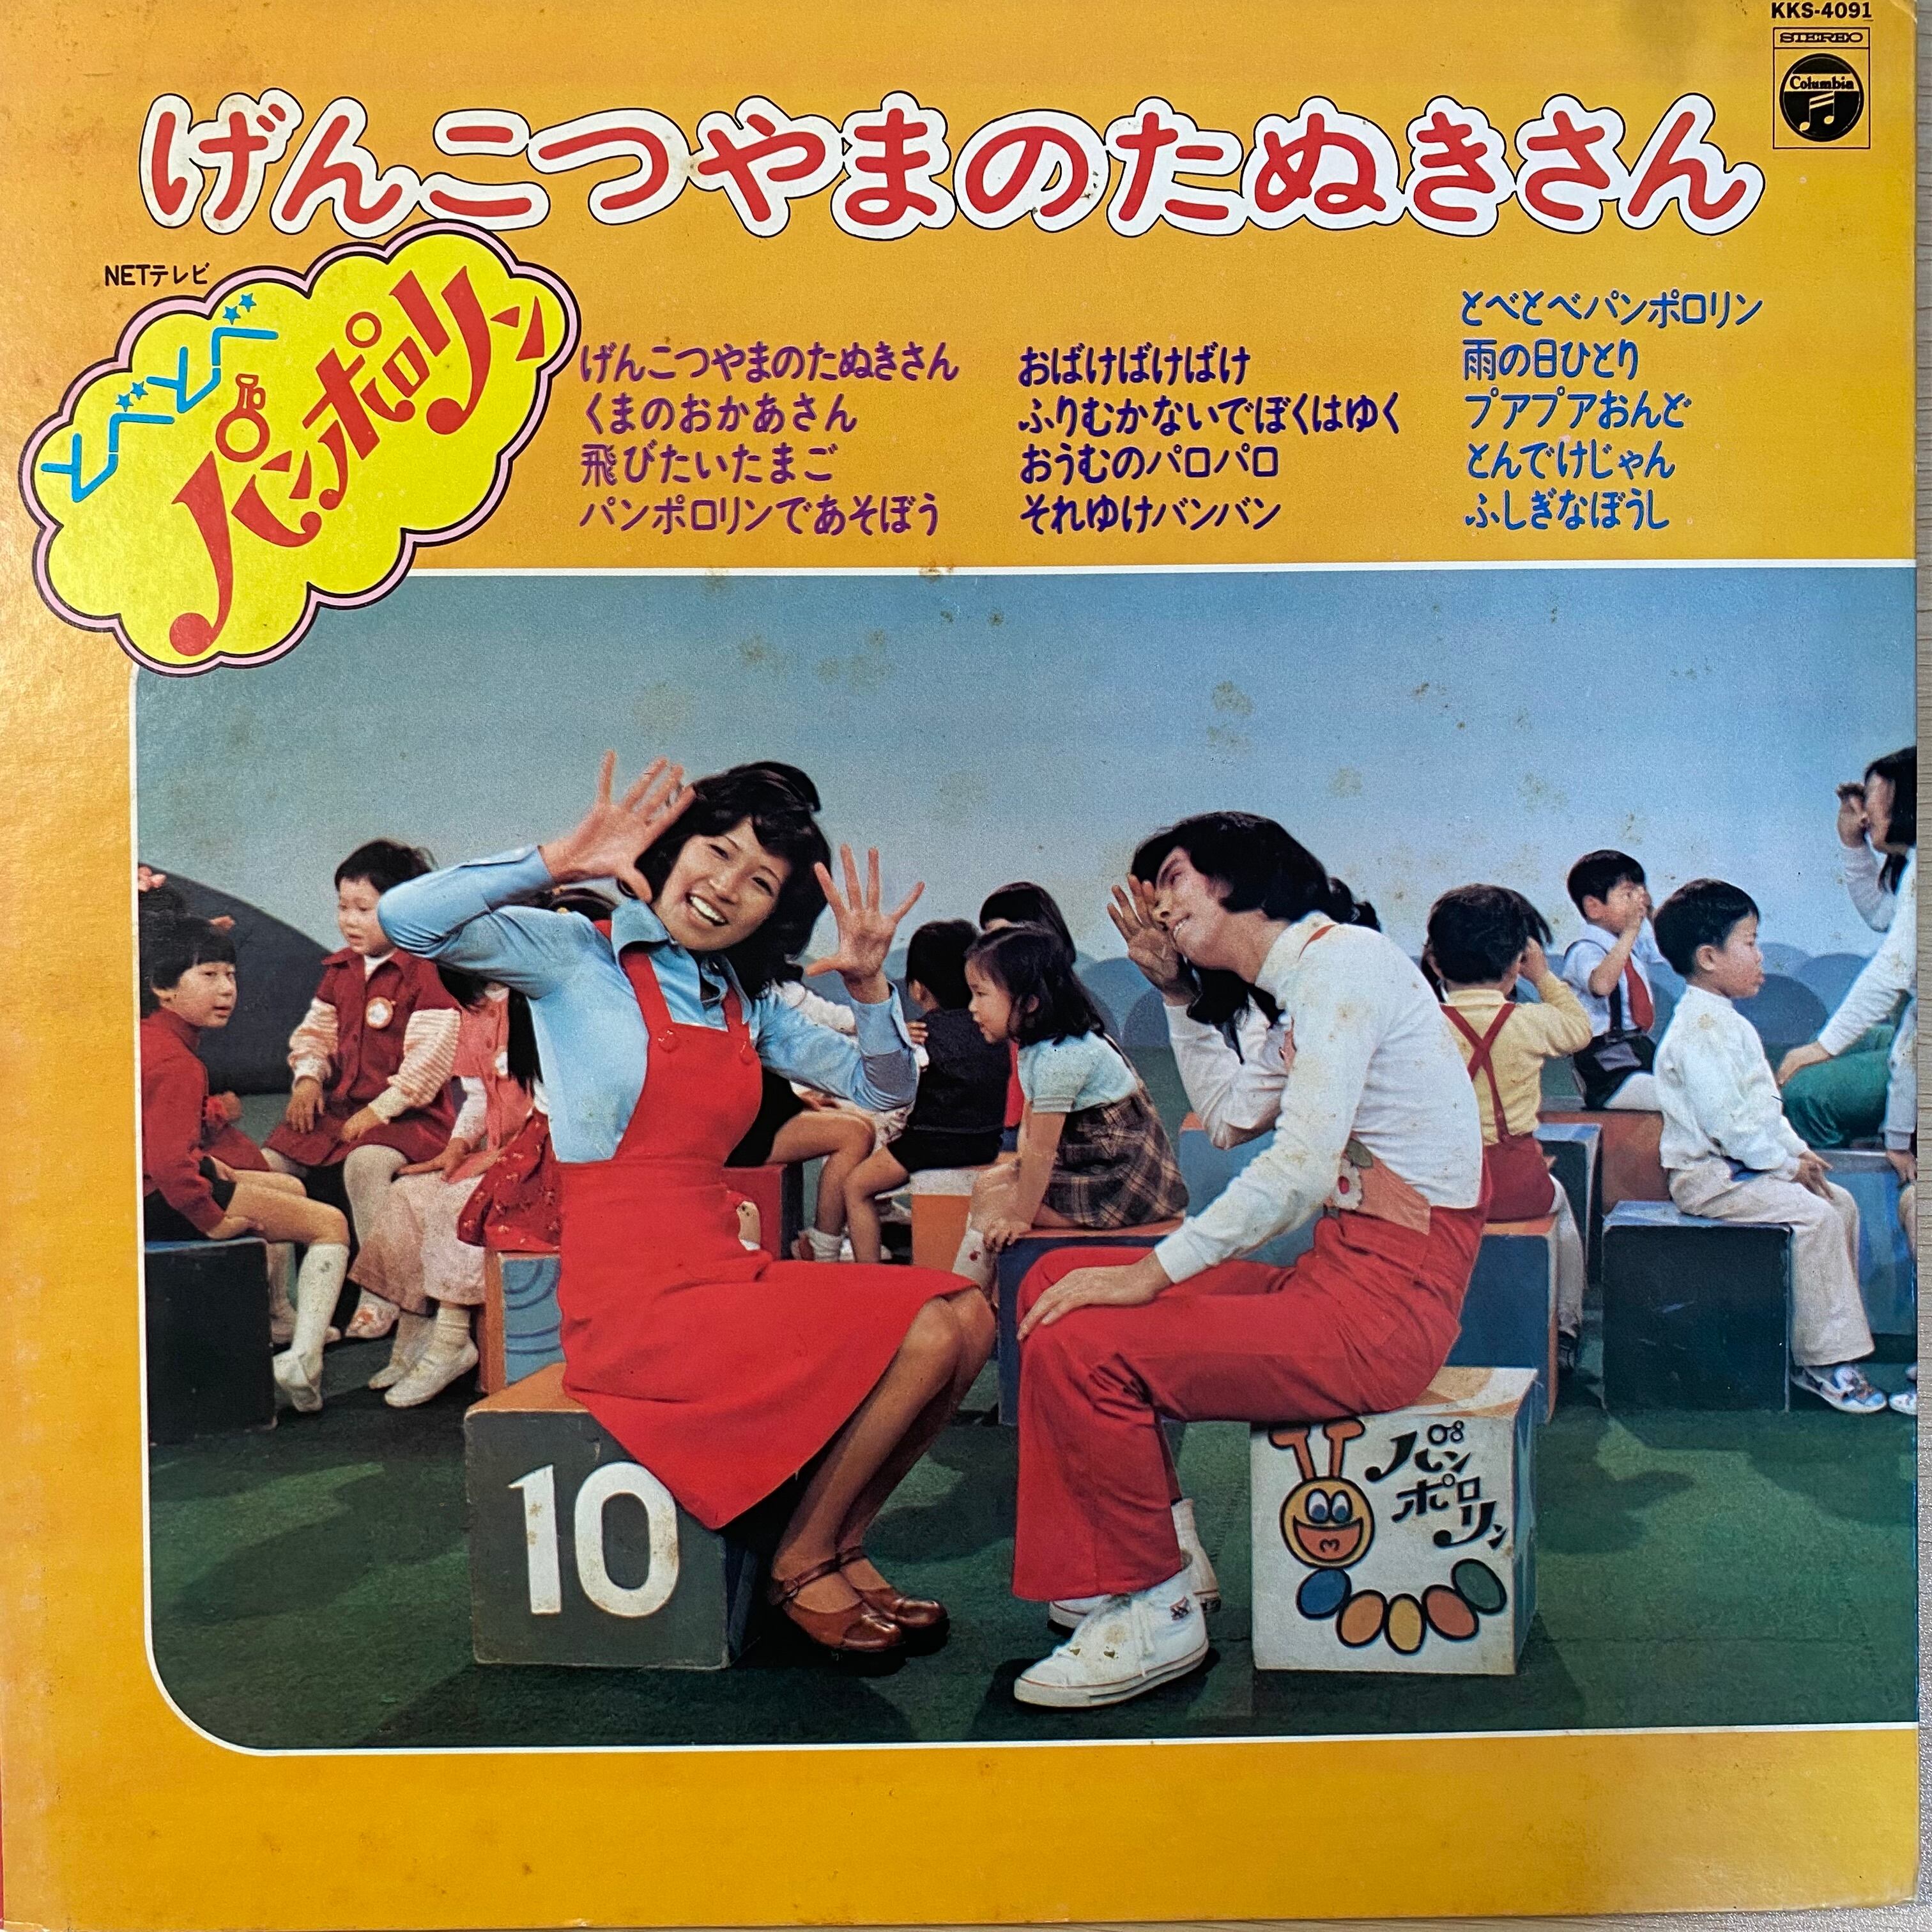 KKS-4091
STEREO
Columbia
げんこつやまのたぬきさん
NETテレビ
とべとべ
パンポロリン
げんこつやまのたぬきさん
くまのおかあさん
飛びたいたまご
パンポロリンであそぼう
おばけばけばけ
ふりむかないでぼくはゆく
おうむのパロパロ
それゆけバンバン
とべとべパンポロリン
雨の日ひとり
プアプアおんど
とんでけじゃん
ふしぎなぼうし
10
パン
ポロ
リン